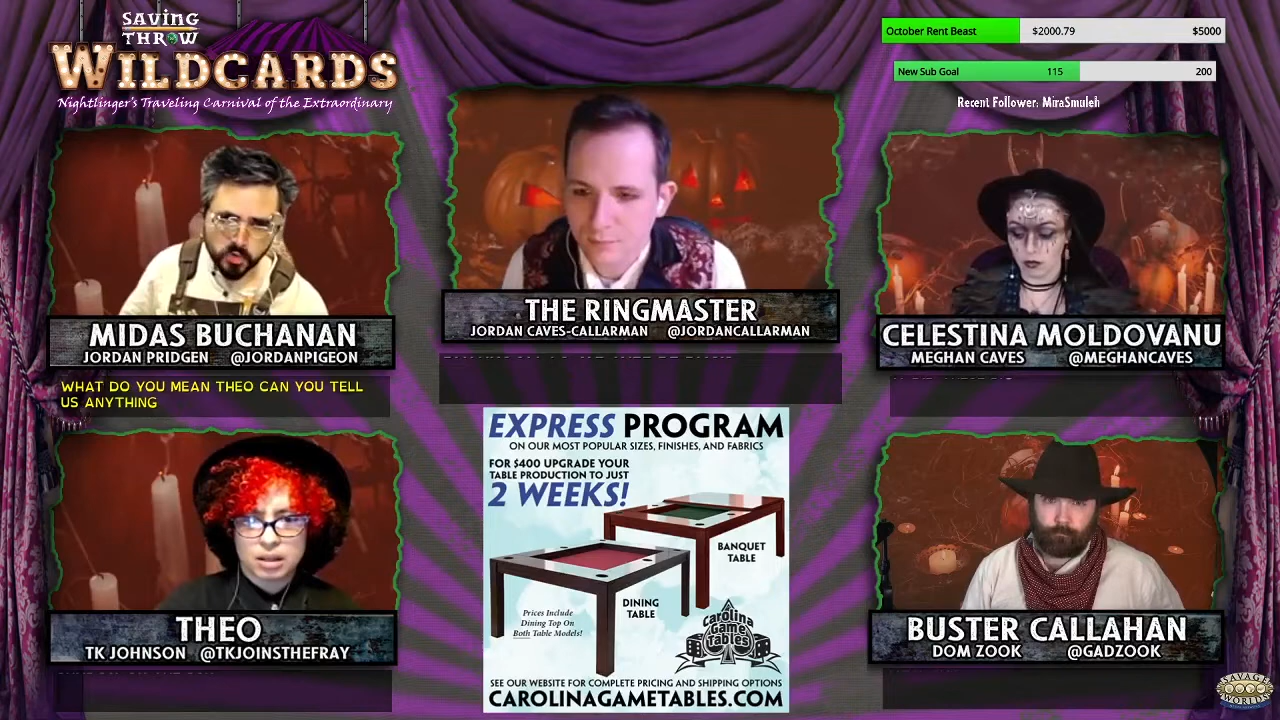 SAVING
THROW
WILDCARDS
Nightlinger's Traveling Carnival of the Extraordinary
October Rent Beast $2000.79 $5000
New Sub Goal 115 200
Recent Follower: MiraSmuleh
MIDAS BUCHANAN
JORDAN PRIDGEN @JORDANPIGEON
WHAT DO YOU MEAN THEO CAN YOU TELL
US ANYTHING
THE RINGMASTER
JORDAN CAVES-CALLARMAN @JORDANCALLARMAN
CELESTINA MOLDOVANU
MEGHAN CAVES @MEGHANCAVES
THEO
TK JOHNSON @TKJOINSTHEFRAY
EXPRESS PROGRAM
ON OUR MOST POPULAR SIZES, FINISHES, AND FABRICS
FOR $400 UPGRADE YOUR
TABLE PRODUCTION TO JUST
2 WEEKS!
BANQUET
TABLE
DINING
TABLE
Prices Include
Dining Top On
Both Table Models!
Carolina
Game
Tables
SEE OUR WEBSITE FOR COMPLETE PRICING AND SHIPPING OPTIONS
CAROLINAGAMETABLES.COM
BUSTER CALLAHAN
DOM ZOOK @GADZOOK
SAVAGE
WORLDS